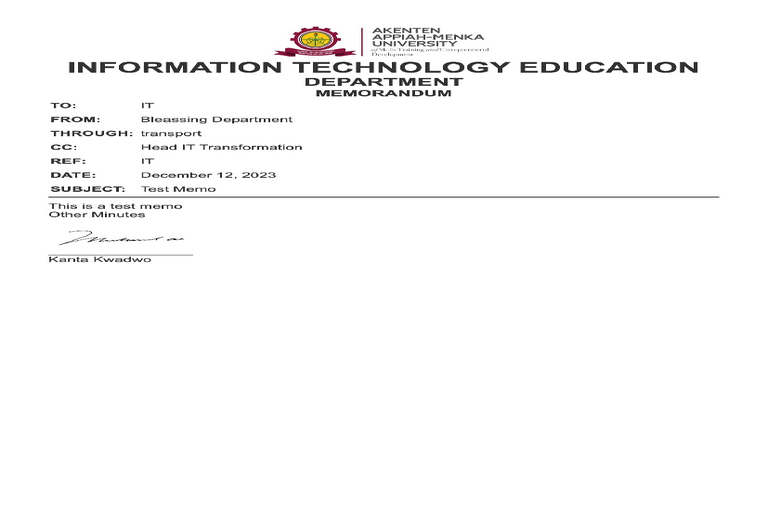 AKENTEN
APPIAH-MENKA
UNIVERSITY
of Skills Training and Entrepreneurial
Development
INFORMATION TECHNOLOGY EDUCATION
DEPARTMENT
MEMORANDUM
TO: IT
FROM: Bleassing Department
THROUGH: transport
CC: Head IT Transformation
REF: IT
DATE: December 12, 2023
SUBJECT: Test Memo
This is a test memo
Other Minutes
Kanta Kwadwo